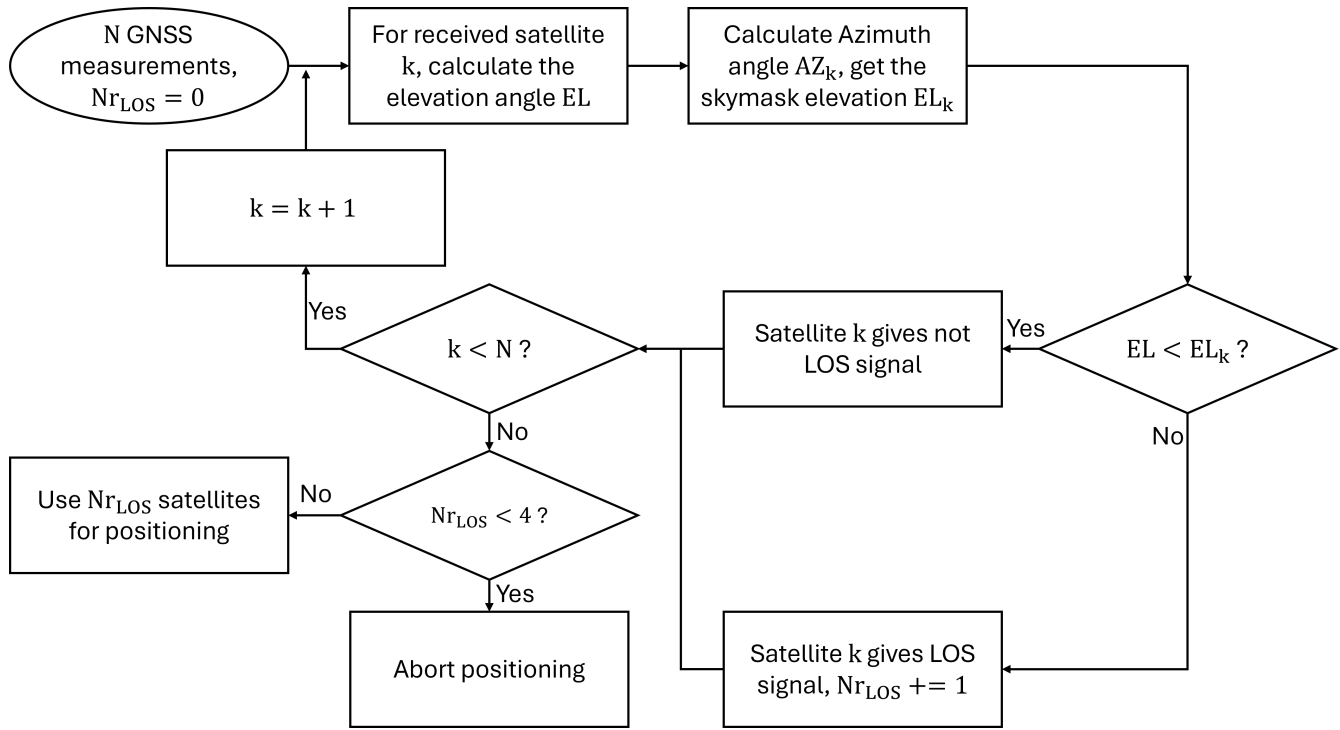 N GNSS
measurements,
Nr_LOS = 0
For received satellite
k, calculate the
elevation angle EL
Calculate Azimuth
angle AZ_k, get the
skymask elevation EL_k
k = k + 1
Yes
k < N ?
Satellite k gives not
LOS signal
Yes
EL < EL_k ?
No
No
Use Nr_LOS satellites
for positioning
No
Nr_LOS < 4 ?
Yes
Abort positioning
Satellite k gives LOS
signal, Nr_LOS += 1